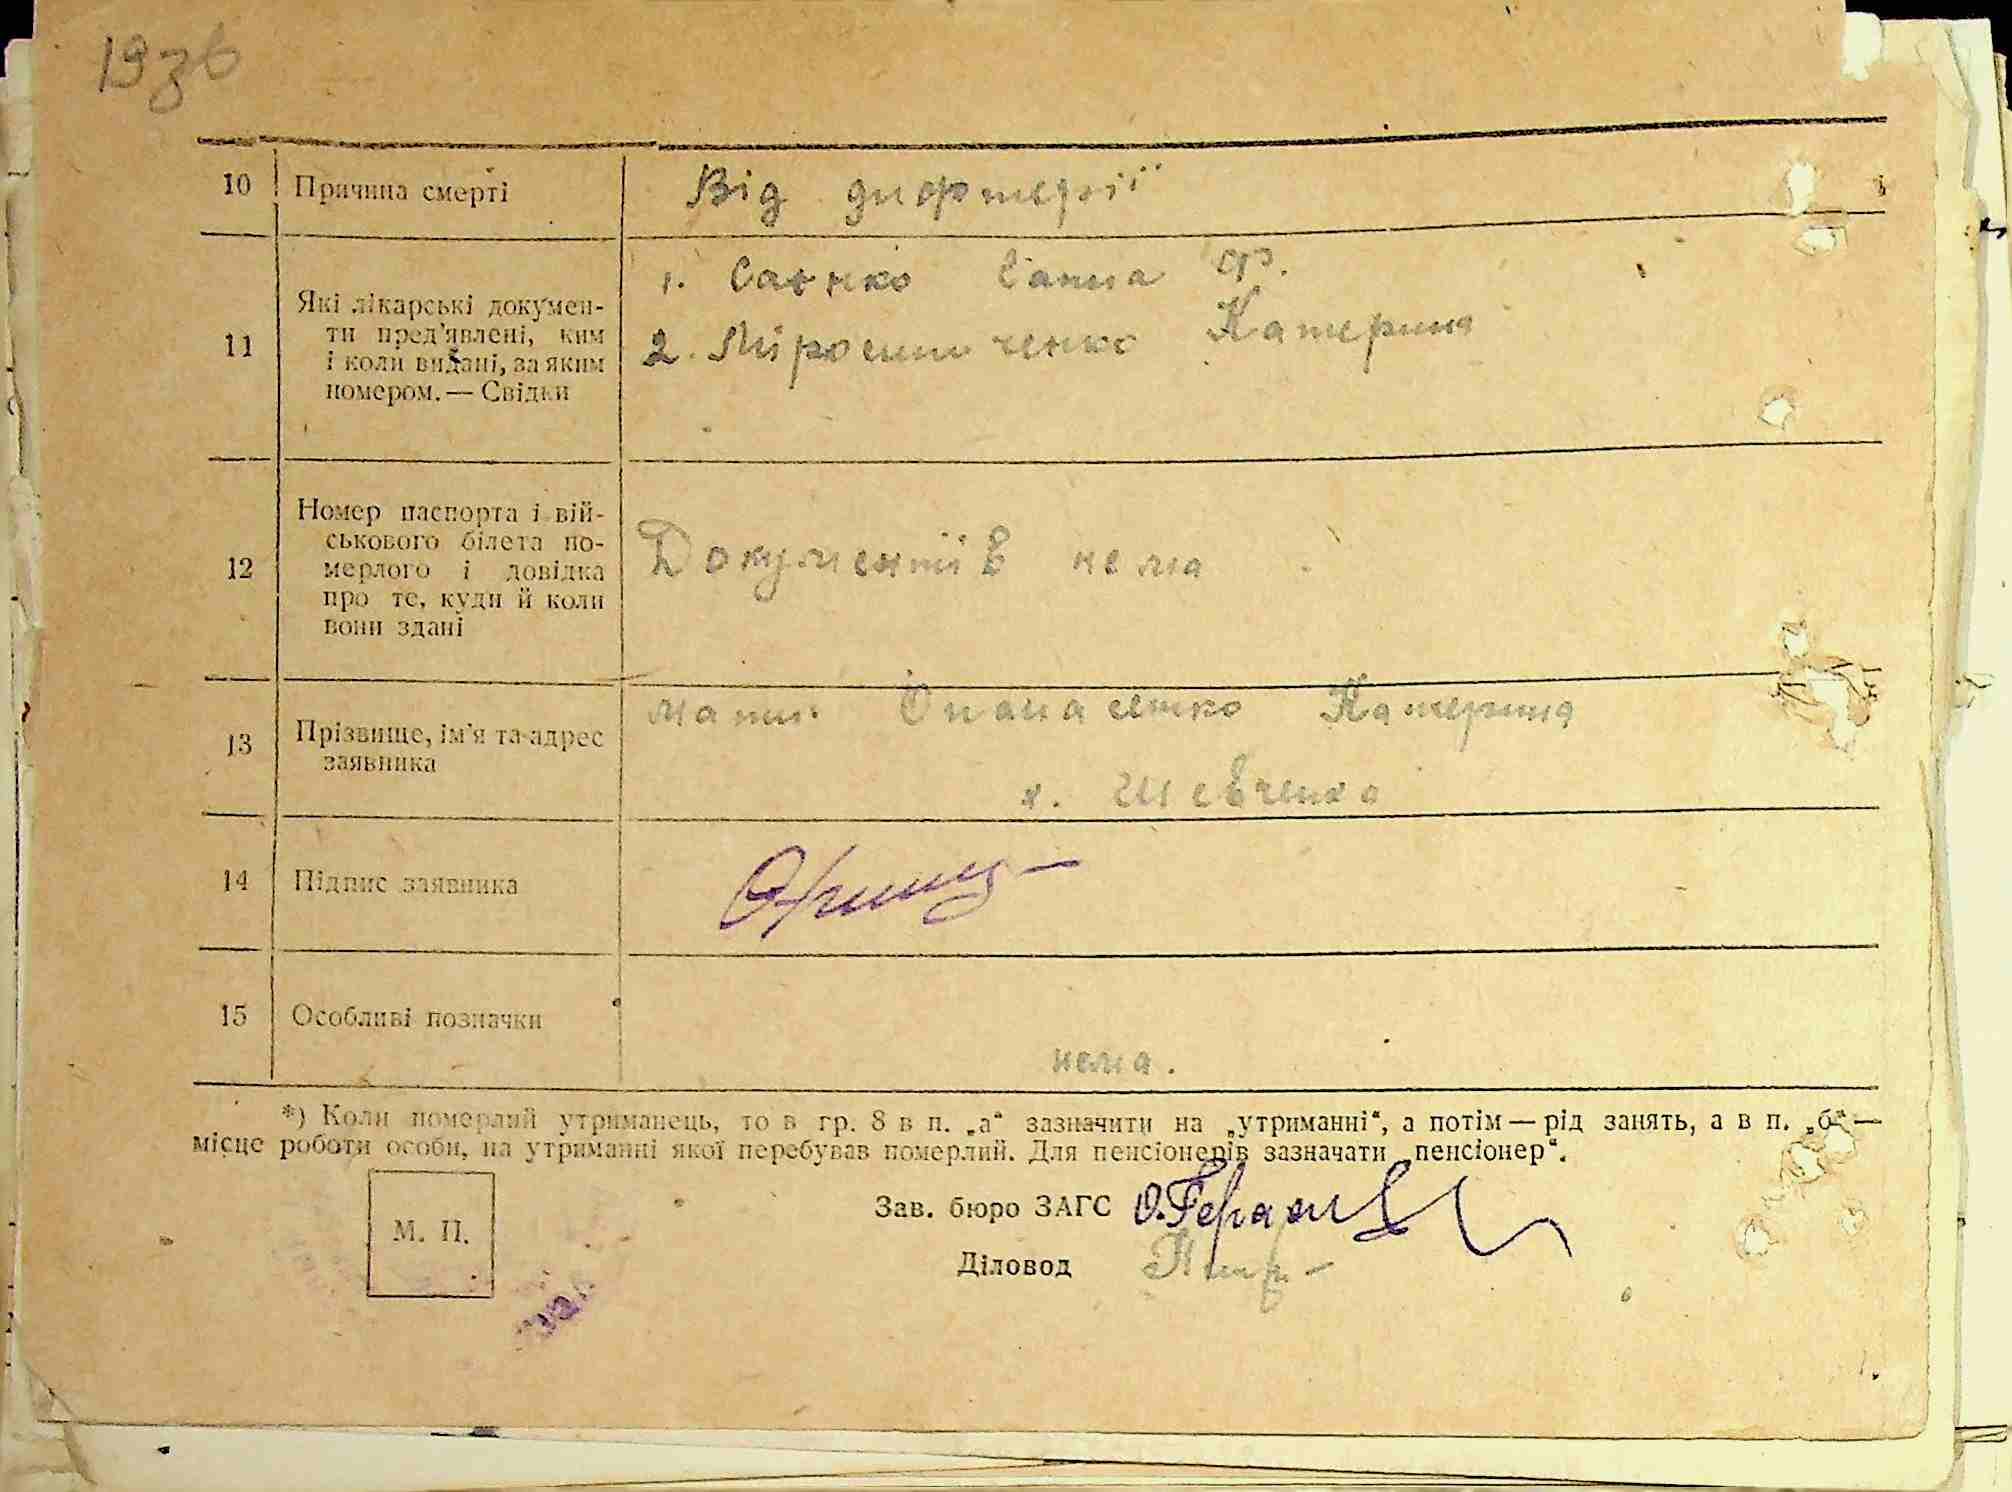 193в
10 Причина смерті Від дифтерії
11 Які лікарські докумен-
ти пред'явлені, ким
і коли видані, за яким
номером. — Свідки
1. Ганна Ф.
2. Мірошниченко Катерина
12 Номер паспорта і вій-
ськового білета по-
мерлого і довідка
про те, куди й коли
вони здані
Документів нема
13 Прізвище, ім'я та адрес
заявника
мати Опанасенко Катерина
х. Шевченка
14 Підпис заявника
15 Особливі позначки
нема.
*) Коли померлий утриманець, то в гр. 8 в п. „а“ зазначити на „утриманні“, а потім — рід занять, а в п. „б“ —
місце роботи особи, на утриманні якої перебував померлий. Для пенсіонерів зазначати „пенсіонер“.
М. П.
Зав. бюро ЗАГС
Діловод